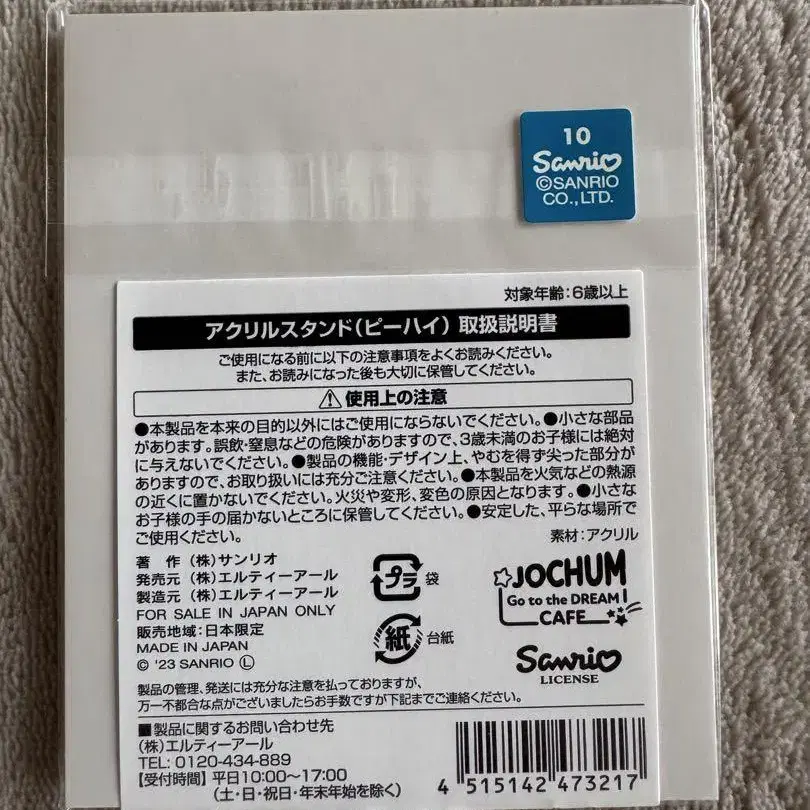 10
Sanrio
©SANRIO
CO.,LTD.
対象年齢:6歳以上
アクリルスタンド(ピーハイ) 取扱説明書
ご使用になる前に以下の注意事項をよくお読みください。
また、お読みになった後も大切に保管してください。
⚠使用上の注意
●本製品を本来の目的以外にはご使用にならないでください。●小さな部品
があります。誤飲・窒息などの危険がありますので、3歳未満のお子様には絶対
に与えないでください。●製品の機能・デザイン上、やむを得ず尖った部分が
ありますので、お取り扱いには充分ご注意ください。●本製品を火気などの熱源
の近くに置かないでください。火災や変形、変色の原因となります。●小さな
お子様の手の届かないところに保管してください。●安定した、平らな場所で
ご使用ください。
素材:アクリル
著 作 (株)サンリオ
発売元 (株)エルティーアール
製造元 (株)エルティーアール
FOR SALE IN JAPAN ONLY
販売地域:日本限定
MADE IN JAPAN
© '23 SANRIO Ⓛ
プラ 袋
紙 台紙
JOCHUM
Go to the DREAM
CAFE
Sanrio
LICENSE
製品の管理、発送には充分な注意を払っておりますが、
万一不都合な点がございましたらお手数ですが下記までご連絡ください。
■製品に関するお問い合わせ先
(株)エルティーアール
TEL: 0120-434-889
【受付時間】 平日10:00〜17:00
(土・日・祝日・年末年始を除く)
4 515142 473217